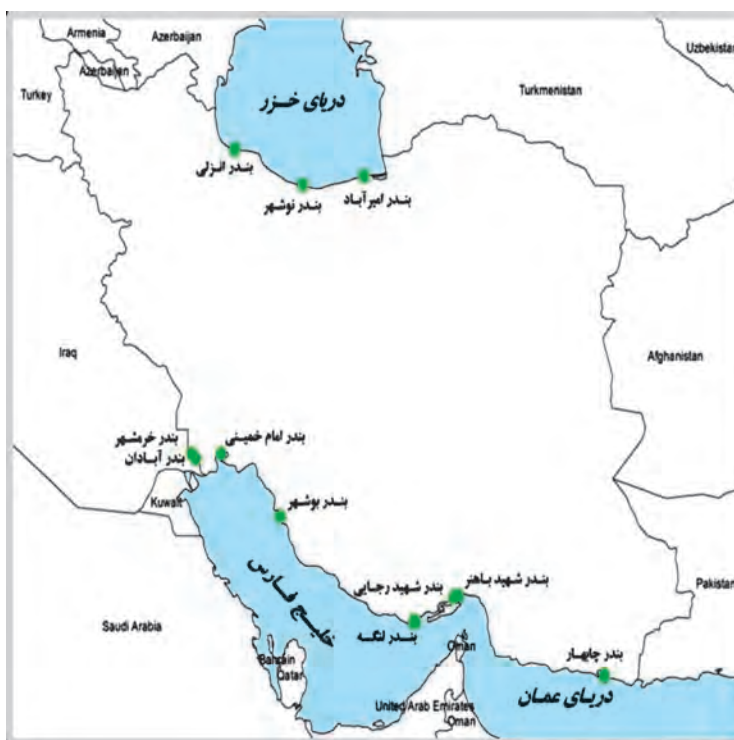 Armenia
Azerbaijan
Azerbaijan
Turkey
Uzbekistan
Turkmenistan
دریای خزر
بندر انزلی
بندر نوشهر
بندر امیرآباد
Iraq
Afghanistan
بندر خرمشهر
بندر آبادان
بندر امام خمینی
Kuwait
بندر بوشهر
خلیج فارس
بندر شهید رجایی
بندر شهید باهنر
بندر لنگه
Pakistan
Saudi Arabia
Bahrain
Qatar
Oman
بندر چابهار
United Arab Emirates
Oman
دریای عمان